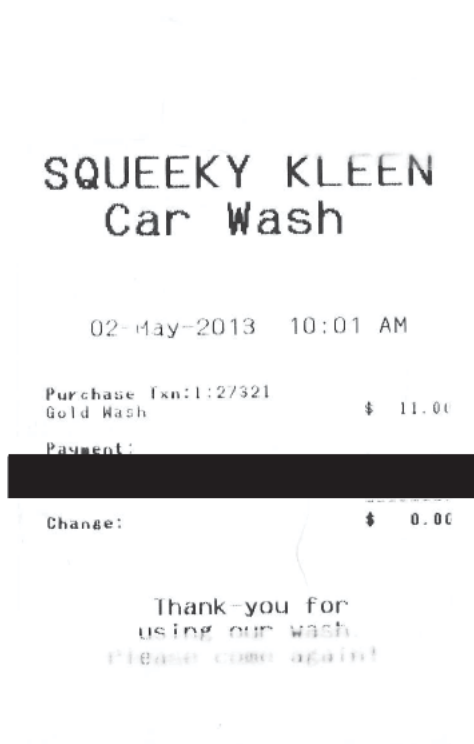 SQUEEKY KLEEN
Car Wash
02-May-2013 10:01 AM
Purchase Txn:1:27321
Gold Wash $ 11.00
Payment:
Change: $ 0.00
Thank-you for
using our wash.
Please come again!